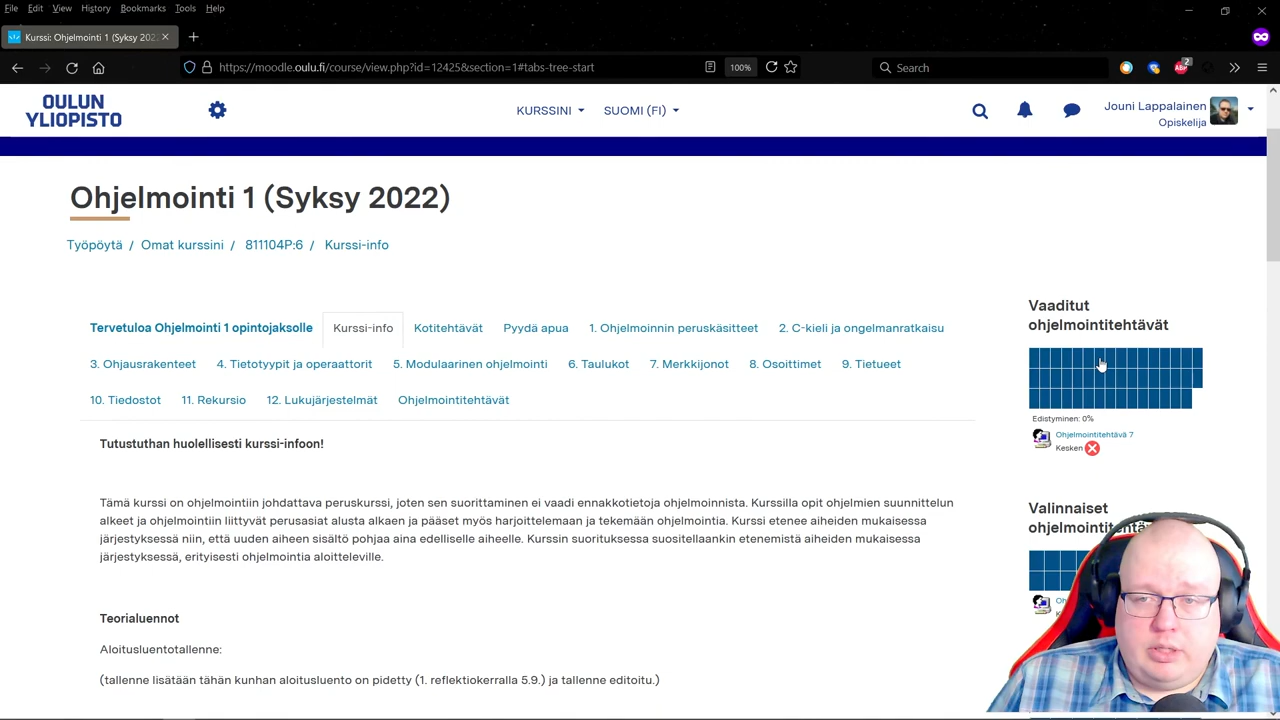 File Edit View History Bookmarks Tools Help
Kurssi: Ohjelmointi 1 (Syksy 202
https://moodle.oulu.fi/course/view.php?id=12425&section=1#tabs-tree-start
100%
Search
ABP
2
OULUN
YLIOPISTO
KURSSINI
SUOMI (FI)
Jouni Lappalainen
Opiskelija
Ohjelmointi 1 (Syksy 2022)
Työpöytä / Omat kurssini / 811104P:6 / Kurssi-info
Tervetuloa Ohjelmointi 1 opintojaksolle Kurssi-info Kotitehtävät Pyydä apua 1. Ohjelmoinnin peruskäsitteet 2. C-kieli ja ongelmanratkaisu
3. Ohjausrakenteet 4. Tietotyypit ja operaattorit 5. Modulaarinen ohjelmointi 6. Taulukot 7. Merkkijonot 8. Osoittimet 9. Tietueet
10. Tiedostot 11. Rekursio 12. Lukujärjestelmät Ohjelmointitehtävät
Tutustuthan huolellisesti kurssi-infoon!
Tämä kurssi on ohjelmointiin johdattava peruskurssi, joten sen suorittaminen ei vaadi ennakkotietoja ohjelmoinnista. Kurssilla opit ohjelmien suunnittelun
alkeet ja ohjelmointiin liittyvät perusasiat alusta alkaen ja pääset myös harjoittelemaan ja tekemään ohjelmointia. Kurssi etenee aiheiden mukaisessa
järjestyksessä niin, että uuden aiheen sisältö pohjaa aina edelliselle aiheelle. Kurssin suorituksessa suositellaankin etenemistä aiheiden mukaisessa
järjestyksessä, erityisesti ohjelmointia aloitteleville.
Teorialuennot
Aloitusluentotallenne:
(tallenne lisätään tähän kunhan aloitusluento on pidetty (1. reflektiokerralla 5.9.) ja tallenne editoitu.)
Vaaditut
ohjelmointitehtävät
Edistyminen: 0%
Ohjelmointitehtävä 7
Kesken
Valinnaiset